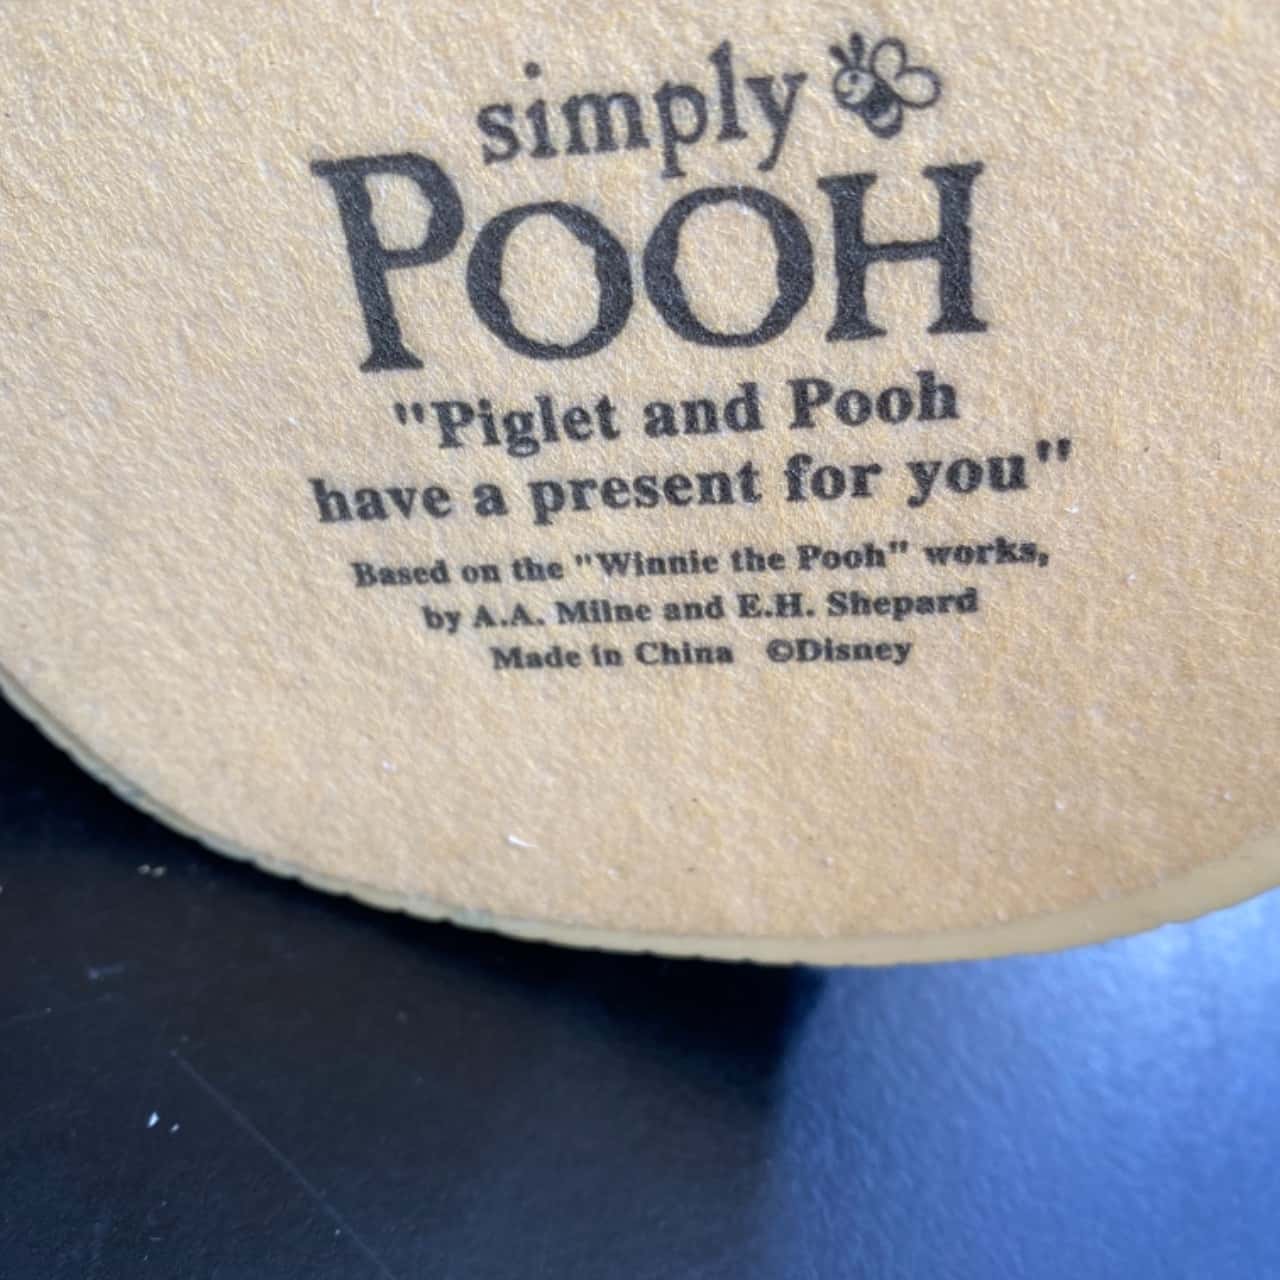 simply
POOH
"Piglet and Pooh
have a present for you"
Based on the "Winnie the Pooh" works,
by A.A. Milne and E.H. Shepard
Made in China ©Disney